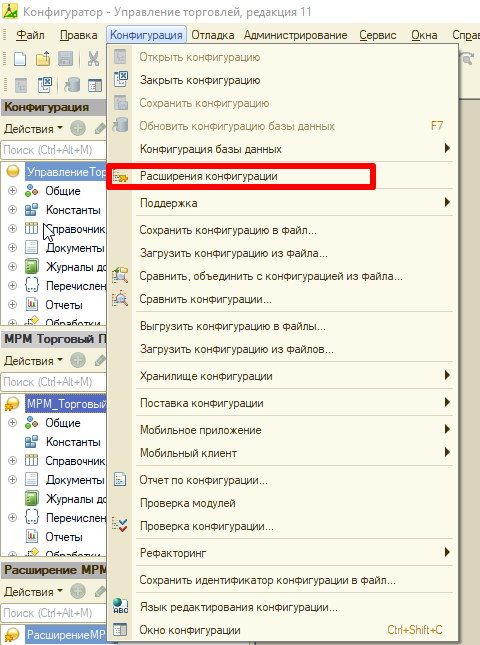 Конфигуратор - Управление торговлей, редакция 11
Файл Правка Конфигурация Отладка Администрирование Сервис Окна Спра
Конфигурация
Действия
Поиск (Ctrl+Alt+M)
УправлениеТор
Общие
Константы
Справочник
Документы
Журналы до
Перечислен
Отчеты
Обработки
МРМ Торговый П
Действия
Поиск (Ctrl+Alt+M)
МРМ_Торговый
Общие
Константы
Справочник
Документы
Журналы до
Перечислен
Отчеты
Обработки
Расширение МРМ
Действия
Поиск (Ctrl+Alt+M)
РасширениеМР
Открыть конфигурацию
Закрыть конфигурацию
Сохранить конфигурацию
Обновить конфигурацию базы данных F7
Конфигурация базы данных
Расширения конфигурации
Поддержка
Сохранить конфигурацию в файл...
Загрузить конфигурацию из файла...
Сравнить, объединить с конфигурацией из файла...
Сравнить конфигурации...
Выгрузить конфигурацию в файлы...
Загрузить конфигурацию из файлов...
Хранилище конфигурации
Поставка конфигурации
Мобильное приложение
Мобильный клиент
Отчет по конфигурации...
Проверка модулей
Проверка конфигурации...
Рефакторинг
Сохранить идентификатор конфигурации в файл...
Язык редактирования конфигурации...
Окно конфигурации Ctrl+Shift+C